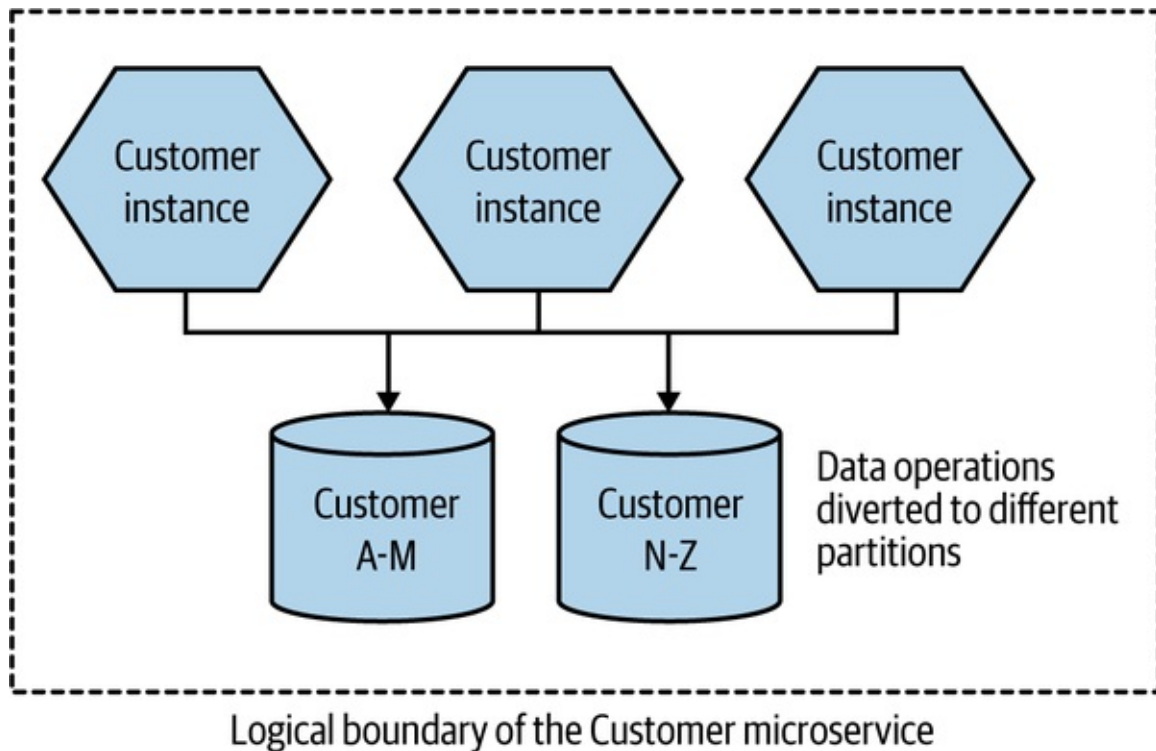 Customer
instance
Customer
instance
Customer
instance
Customer
A-M
Customer
N-Z
Data operations
diverted to different
partitions
Logical boundary of the Customer microservice